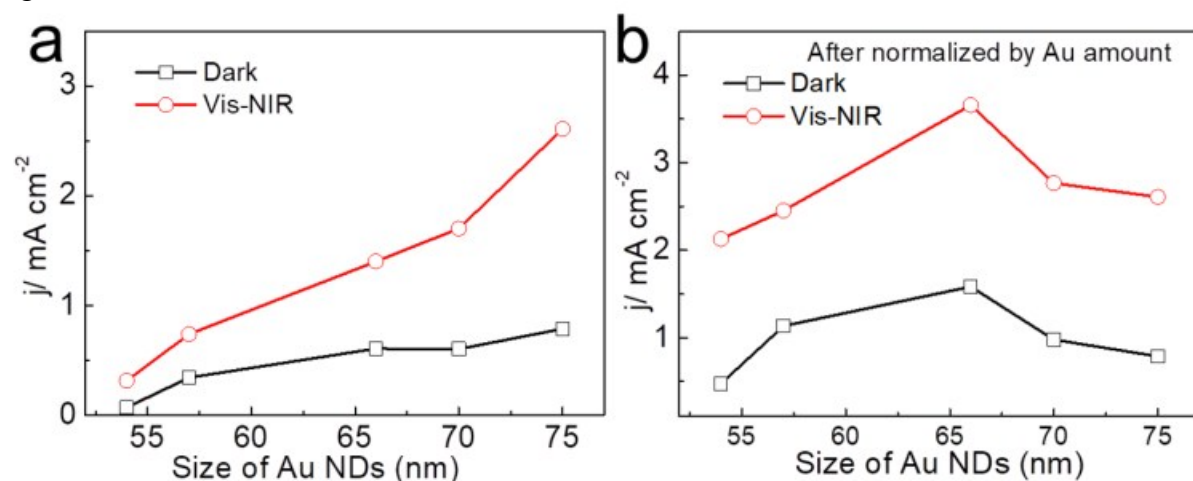 a
Dark
Vis-NIR
3
2
1
0
j/ mA cm-2
55 60 65 70 75
Size of Au NDs (nm)
b
After normalized by Au amount
Dark
Vis-NIR
4
3
2
1
j/ mA cm-2
55 60 65 70 75
Size of Au NDs (nm)